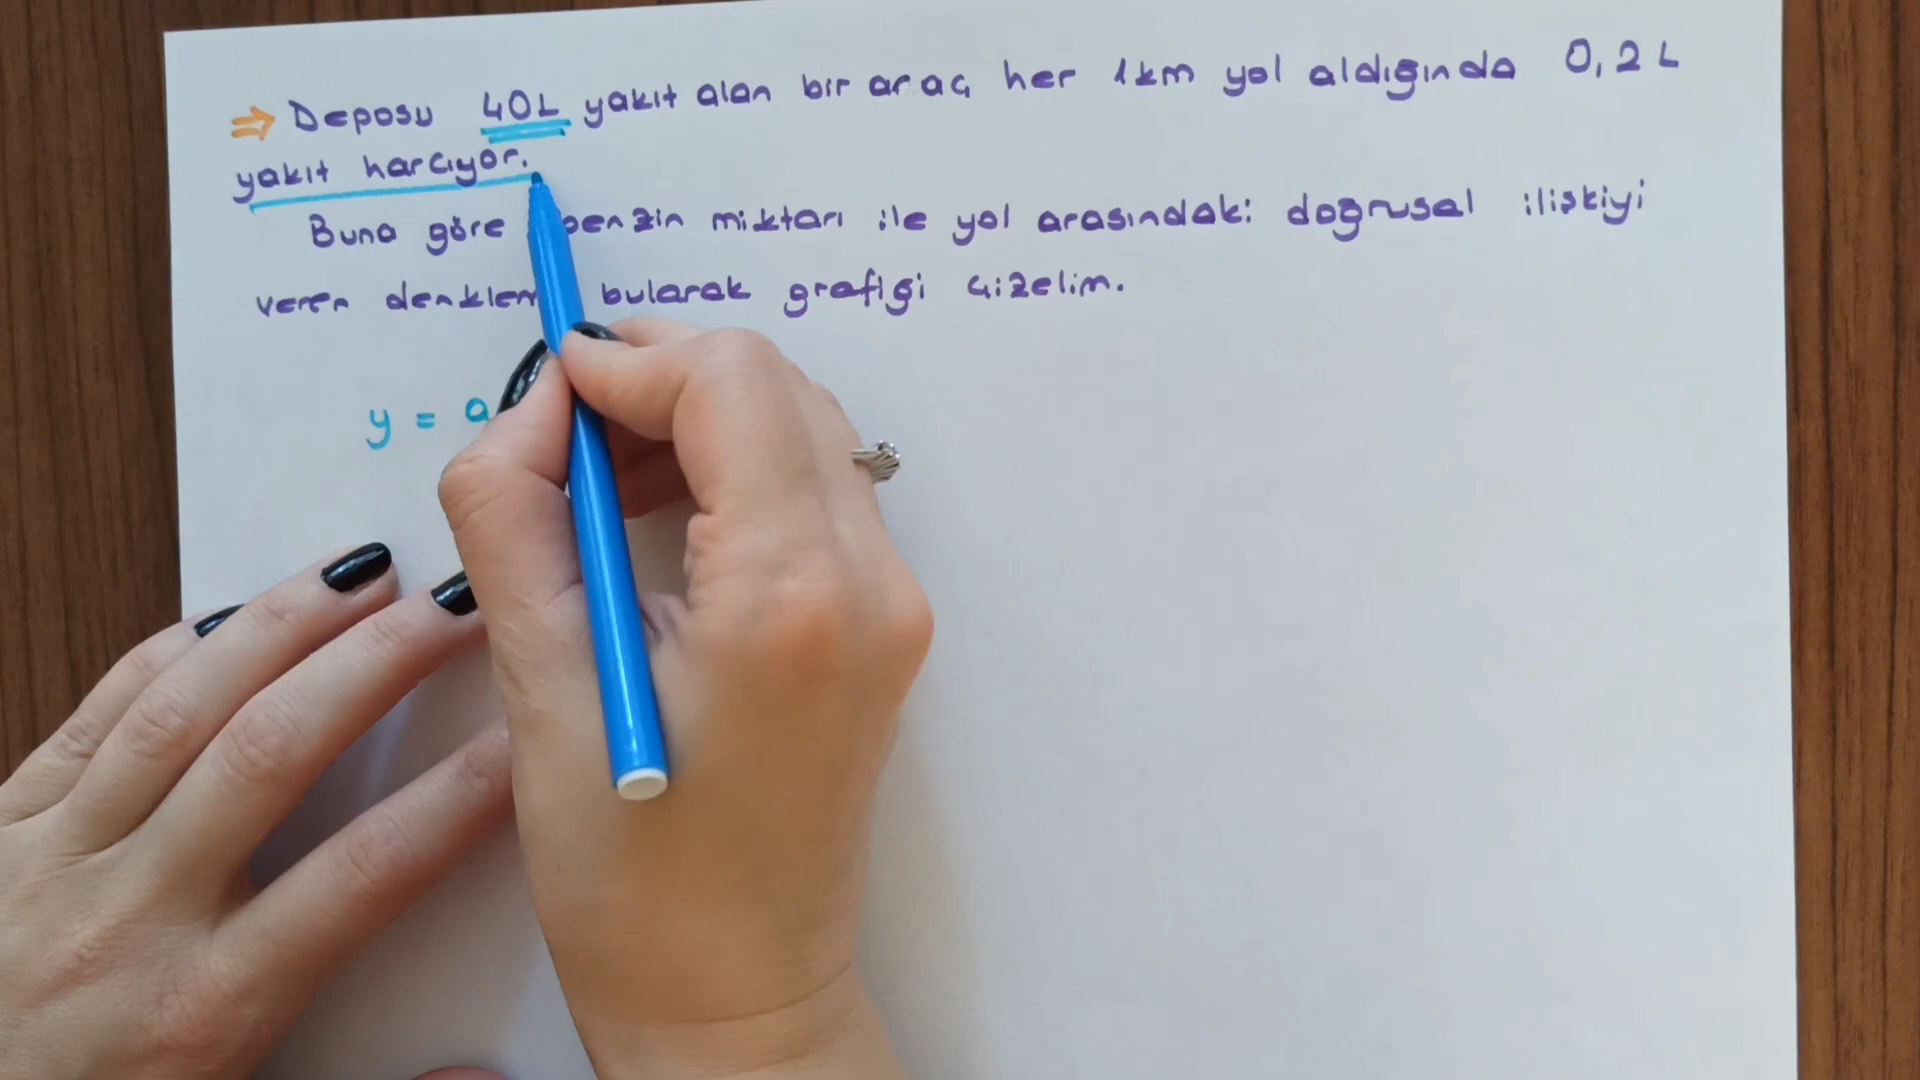 ⇒ Deposu 40L yakıt alan bir araç her 1km yol aldığında 0,2 L
yakıt harcıyor.
Buna göre benzin miktarı ile yol arasındaki doğrusal ilişkiyi
veren bularak grafiği çizelim.
y = a